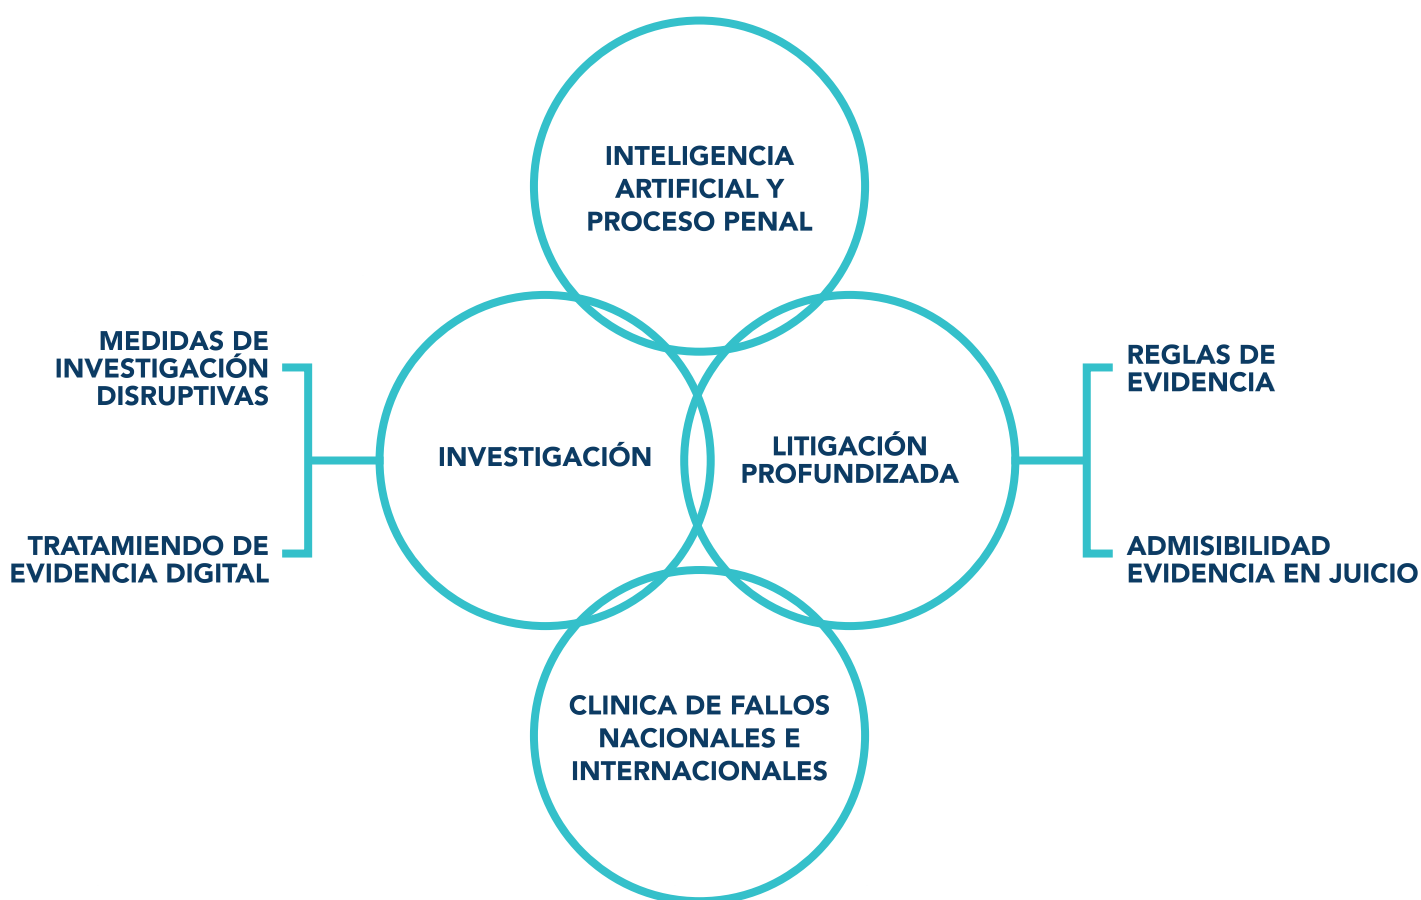 INTELIGENCIA
ARTIFICIAL Y
PROCESO PENAL
MEDIDAS DE
INVESTIGACIÓN
DISRUPTIVAS
TRATAMIENDO DE
EVIDENCIA DIGITAL
INVESTIGACIÓN
LITIGACIÓN
PROFUNDIZADA
REGLAS DE
EVIDENCIA
ADMISIBILIDAD
EVIDENCIA EN JUICIO
CLINICA DE FALLOS
NACIONALES E
INTERNACIONALES